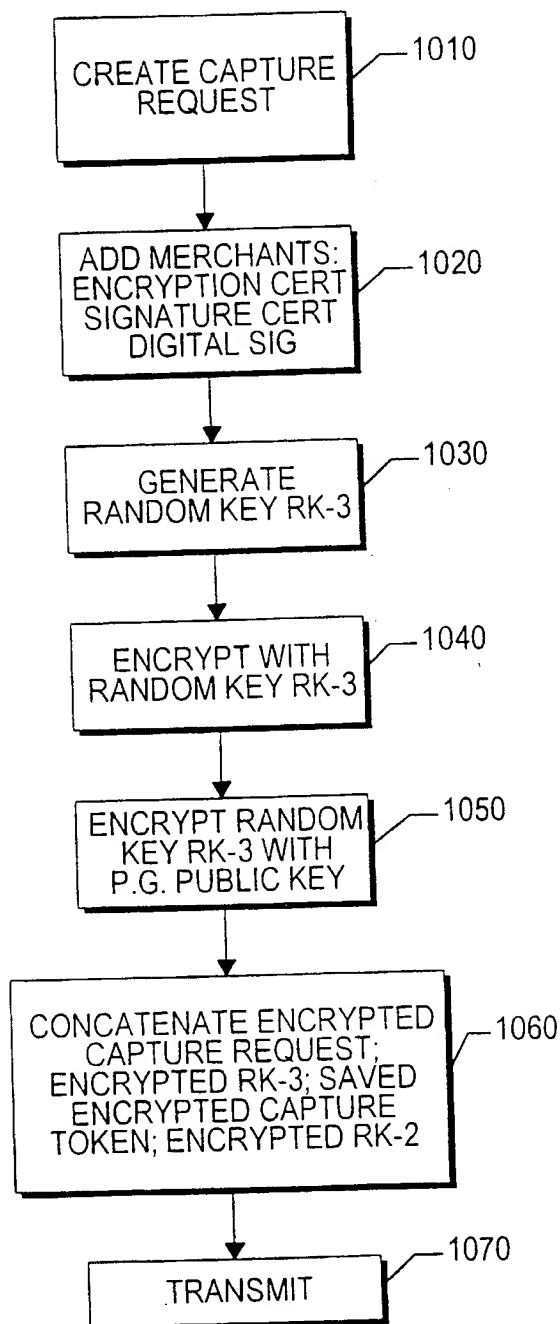 CREATE CAPTURE
REQUEST
1010
ADD MERCHANTS:
ENCRYPTION CERT
SIGNATURE CERT
DIGITAL SIG
1020
GENERATE
RANDOM KEY RK-3
1030
ENCRYPT WITH
RANDOM KEY RK-3
1040
ENCRYPT RANDOM
KEY RK-3 WITH
P.G. PUBLIC KEY
1050
CONCATENATE ENCRYPTED
CAPTURE REQUEST;
ENCRYPTED RK-3; SAVED
ENCRYPTED CAPTURE
TOKEN; ENCRYPTED RK-2
1060
TRANSMIT
1070